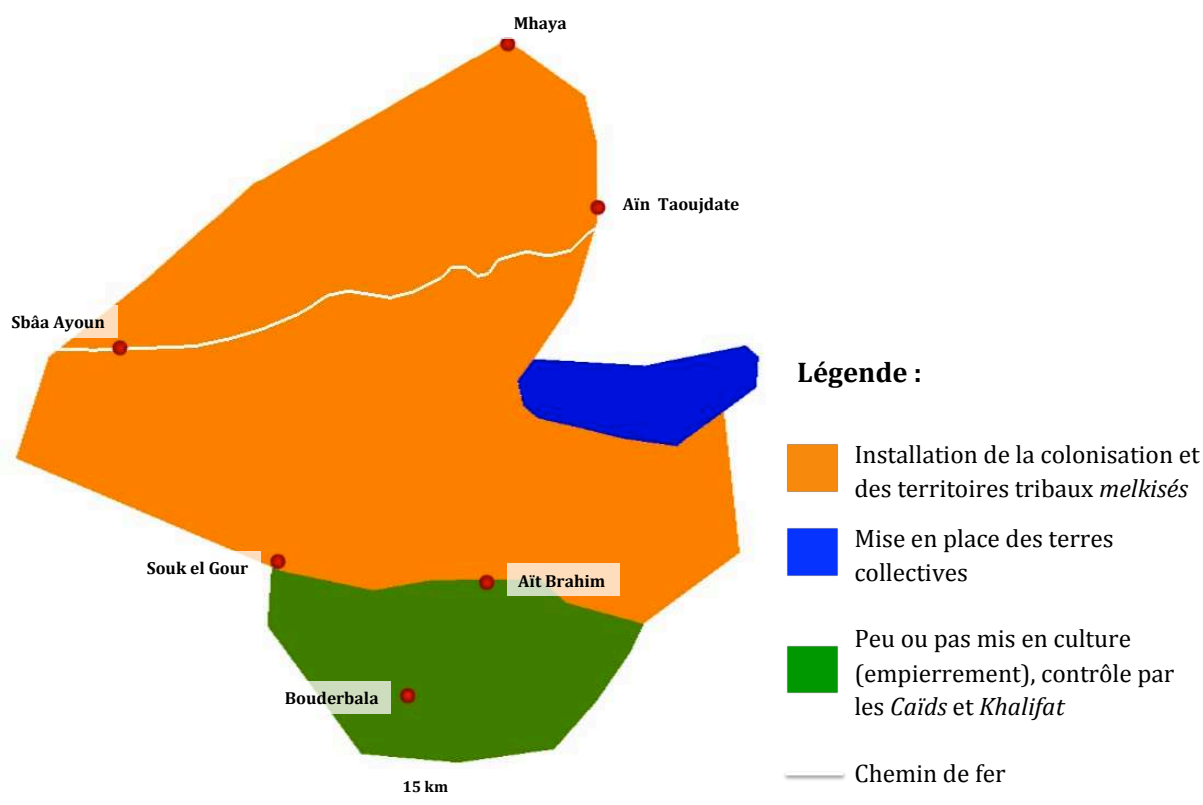 Mhaya
Aïn Taoujdate
Sbâa Ayoun
Légende :
Installation de la colonisation et
des territoires tribaux melkisés
Mise en place des terres
collectives
Souk el Gour
Aït Brahim
Peu ou pas mis en culture
(empierrement), contrôle par
les Caïds et Khalifat
Bouderbala
Chemin de fer
15 km